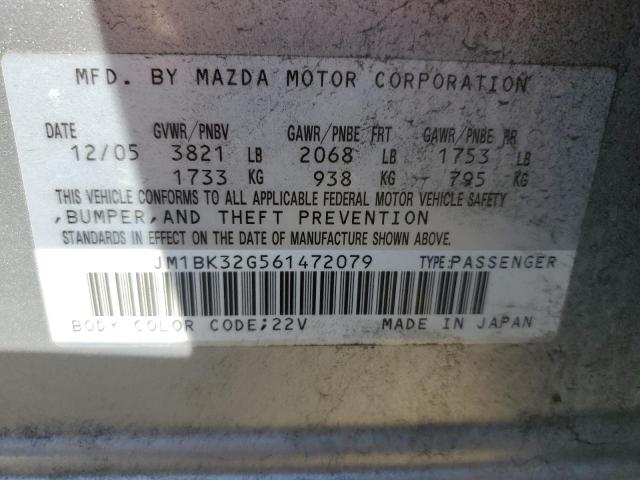 MFD. BY MAZDA MOTOR CORPORATION
DATE GVWR/PNBV GAWR/PNBE FRT GAWR/PNBE RR
12/05 3821 LB 2068 LB 1753 LB
1733 KG 938 KG 795 KG
THIS VEHICLE CONFORMS TO ALL APPLICABLE FEDERAL MOTOR VEHICLE SAFETY
,BUMPER,AND THEFT PREVENTION
STANDARDS IN EFFECT ON THE DATE OF MANUFACTURE SHOWN ABOVE.
JM1BK32G561472079 TYPE:PASSENGER
BODY COLOR CODE;22V MADE IN JAPAN